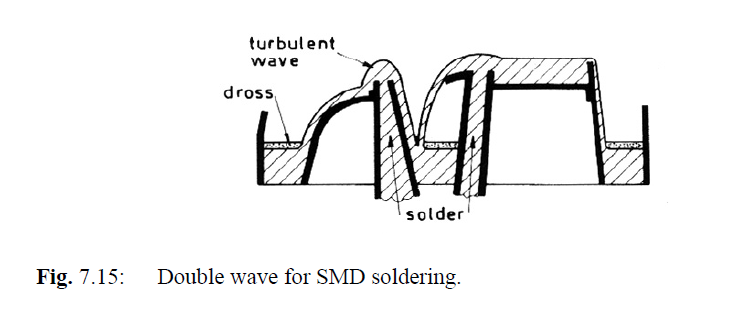 turbulent
wave
dross
solder
Fig. 7.15: Double wave for SMD soldering.